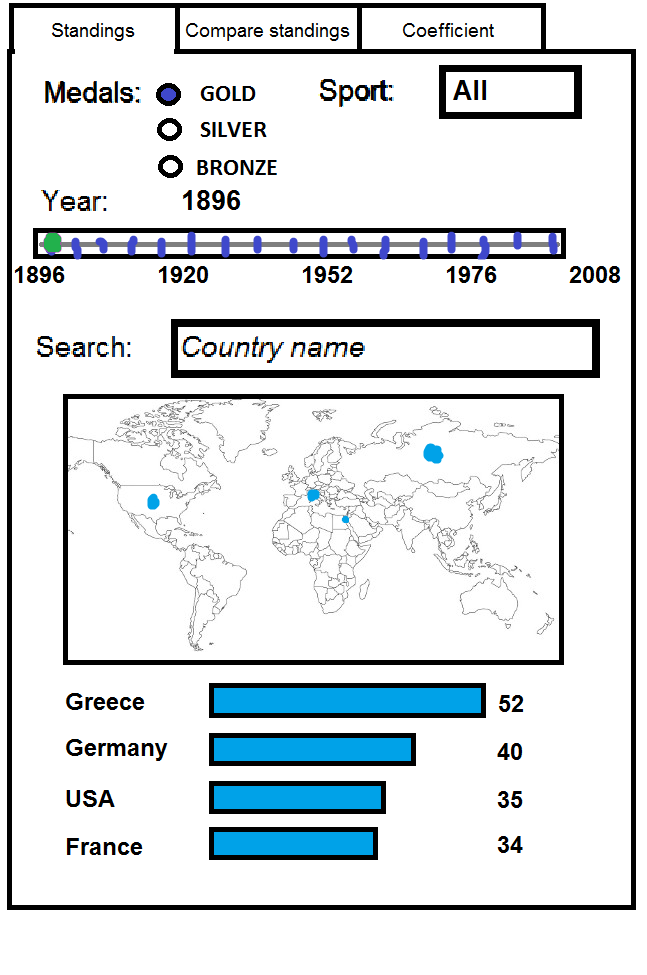 Standings Compare standings Coefficient
Medals: GOLD Sport: All
SILVER
BRONZE
Year: 1896
1896 1920 1952 1976 2008
Search: Country name
Greece 52
Germany 40
USA 35
France 34